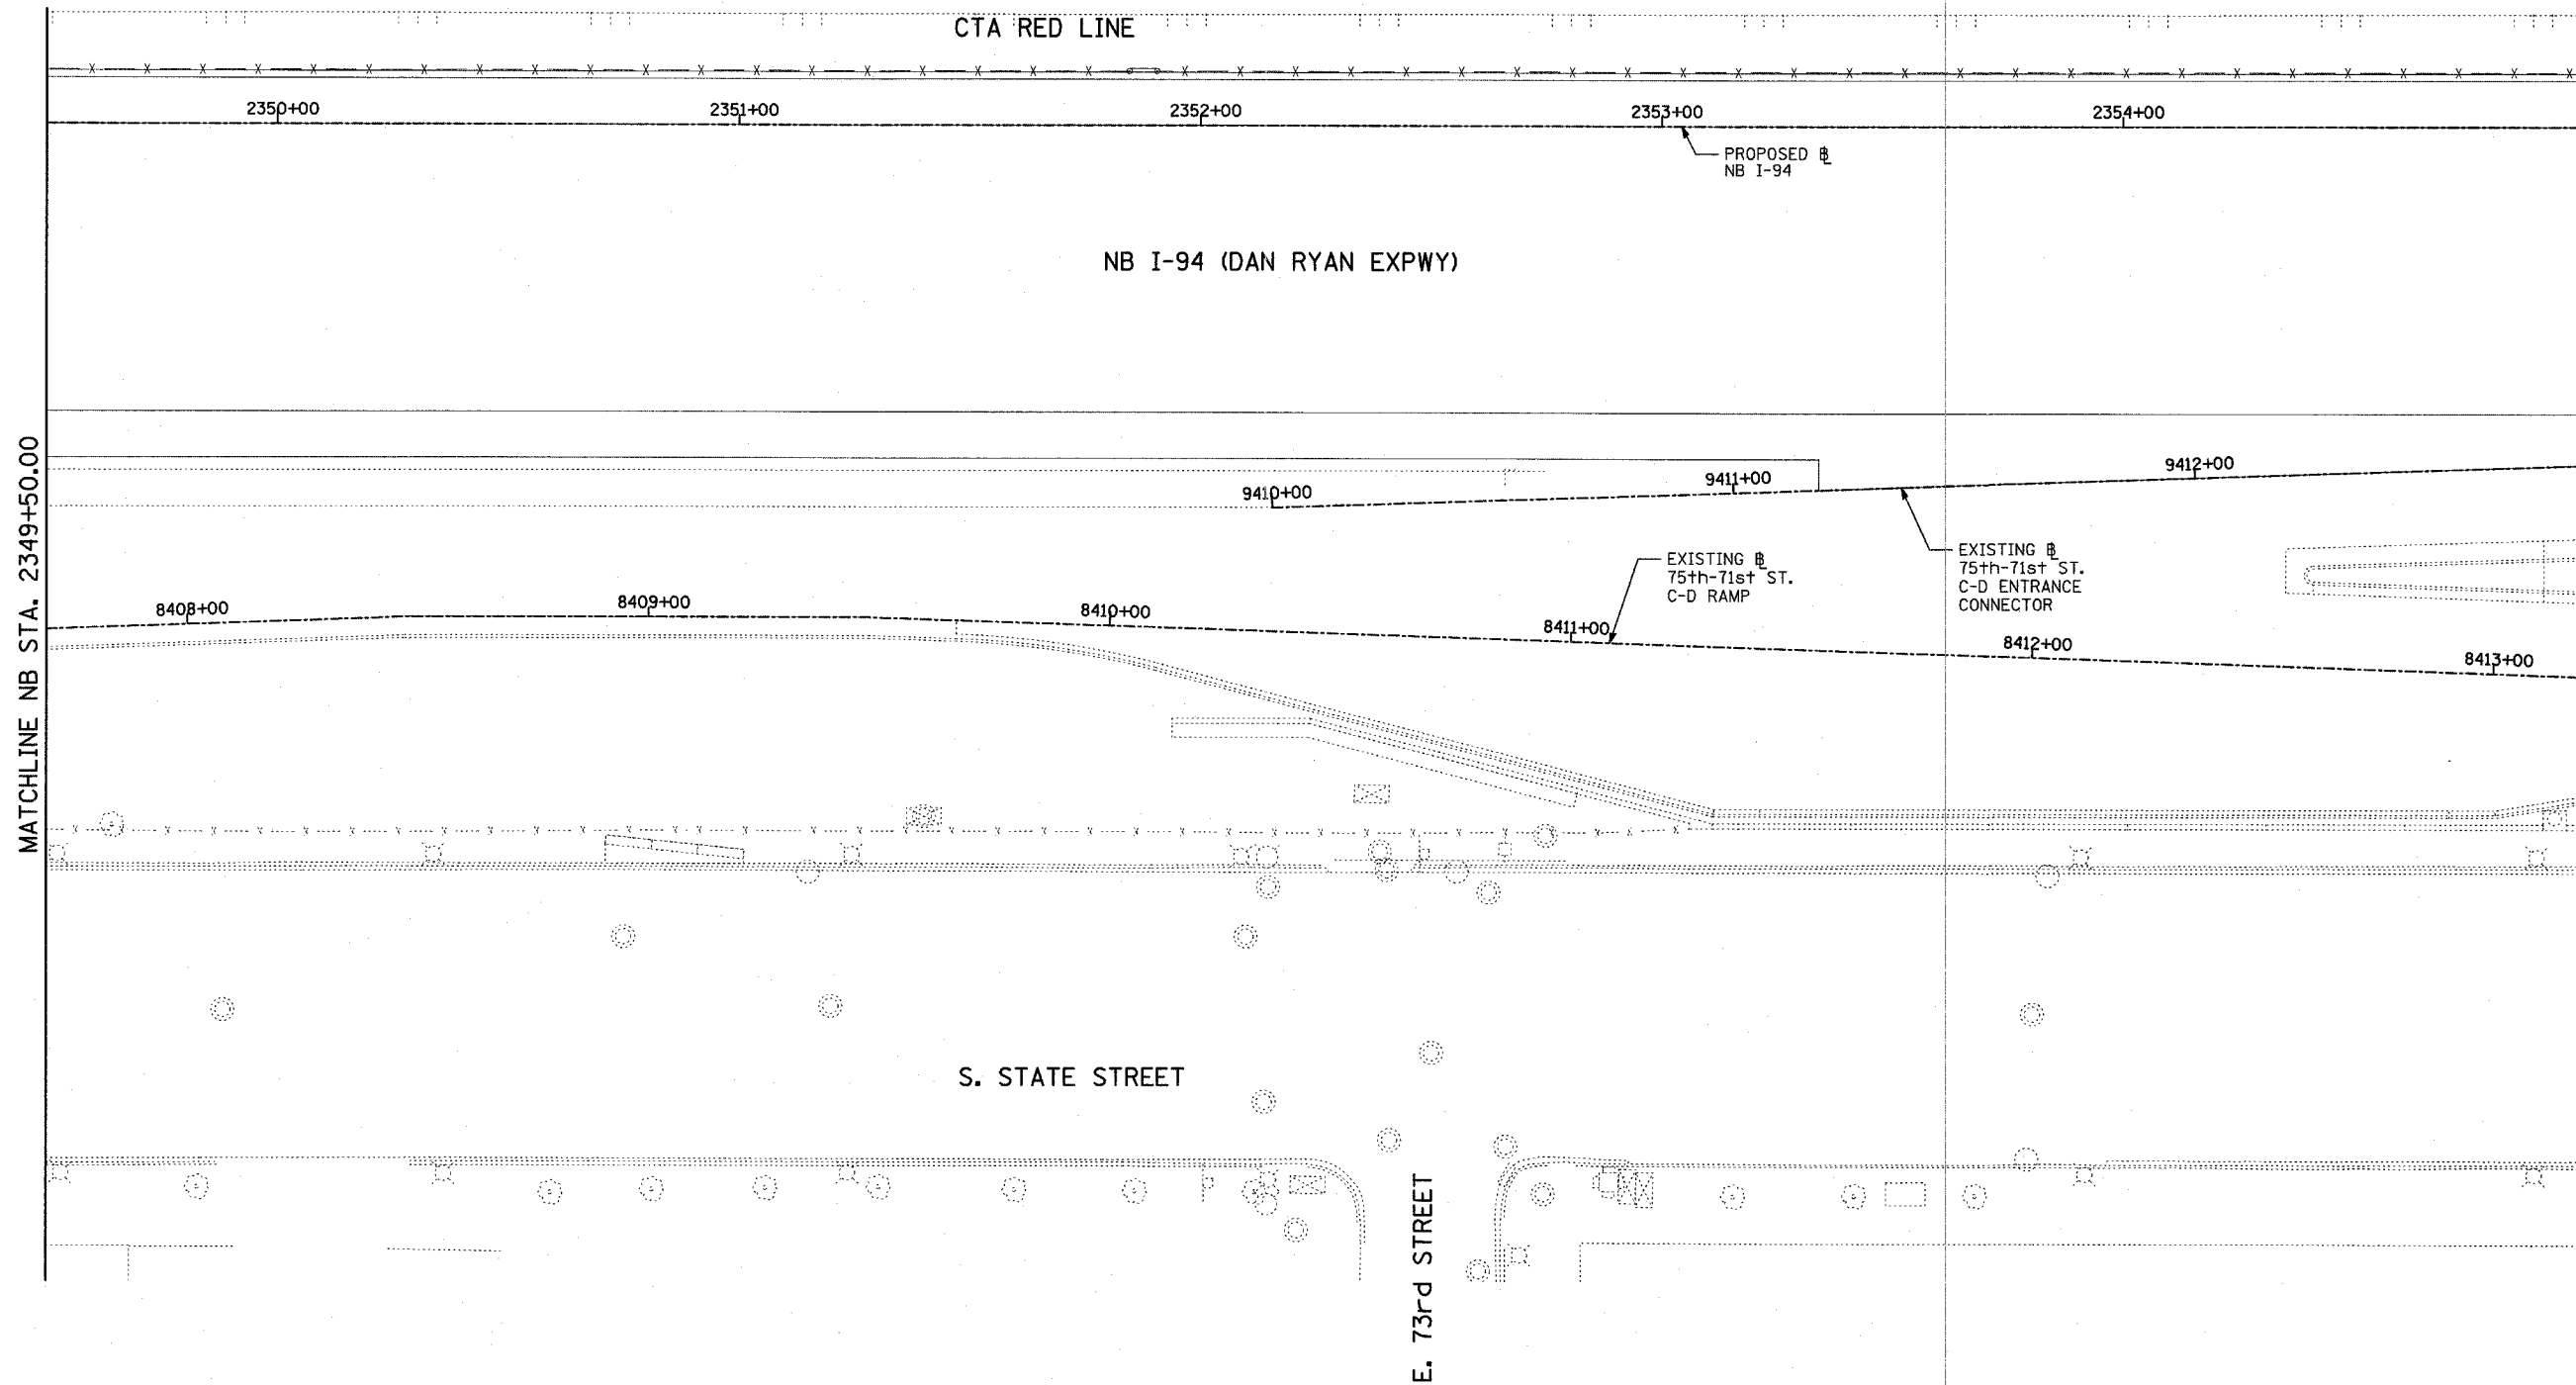 CTA RED LINE
2350+00
2351+00
2352+00
2353+00
2354+00
PROPOSED ℄
NB I-94
NB I-94 (DAN RYAN EXPWY)
MATCHLINE NB STA. 2349+50.00
9410+00
9411+00
9412+00
EXISTING ℄
75th-71st ST.
C-D RAMP
EXISTING ℄
75th-71st ST.
C-D ENTRANCE
CONNECTOR
8408+00
8409+00
8410+00
8411+00
8412+00
8413+00
S. STATE STREET
E. 73rd STREET